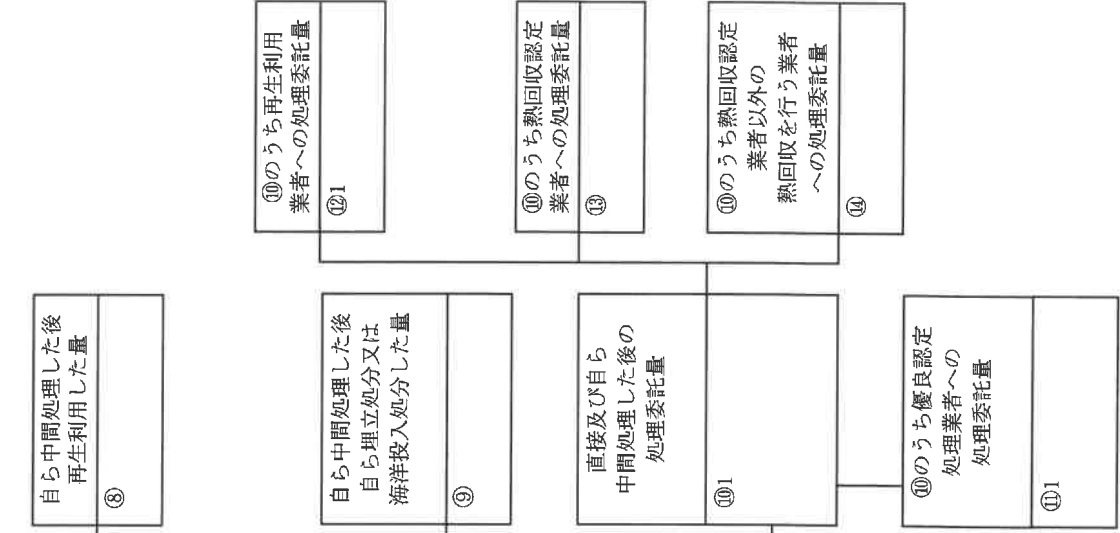 自ら中間処理した後
再生利用した量
⑧
自ら中間処理した後
自ら埋立処分又は
海洋投入処分した量
⑨
直接及び自ら
中間処理した後の
処理委託量
⑩1
⑩のうち優良認定
処理業者への
処理委託量
⑪1
⑩のうち再生利用
業者への処理委託量
⑫1
⑩のうち熱回収認定
業者への処理委託量
⑬
⑩のうち熱回収認定
業者以外の
熱回収を行う業者
への処理委託量
⑭